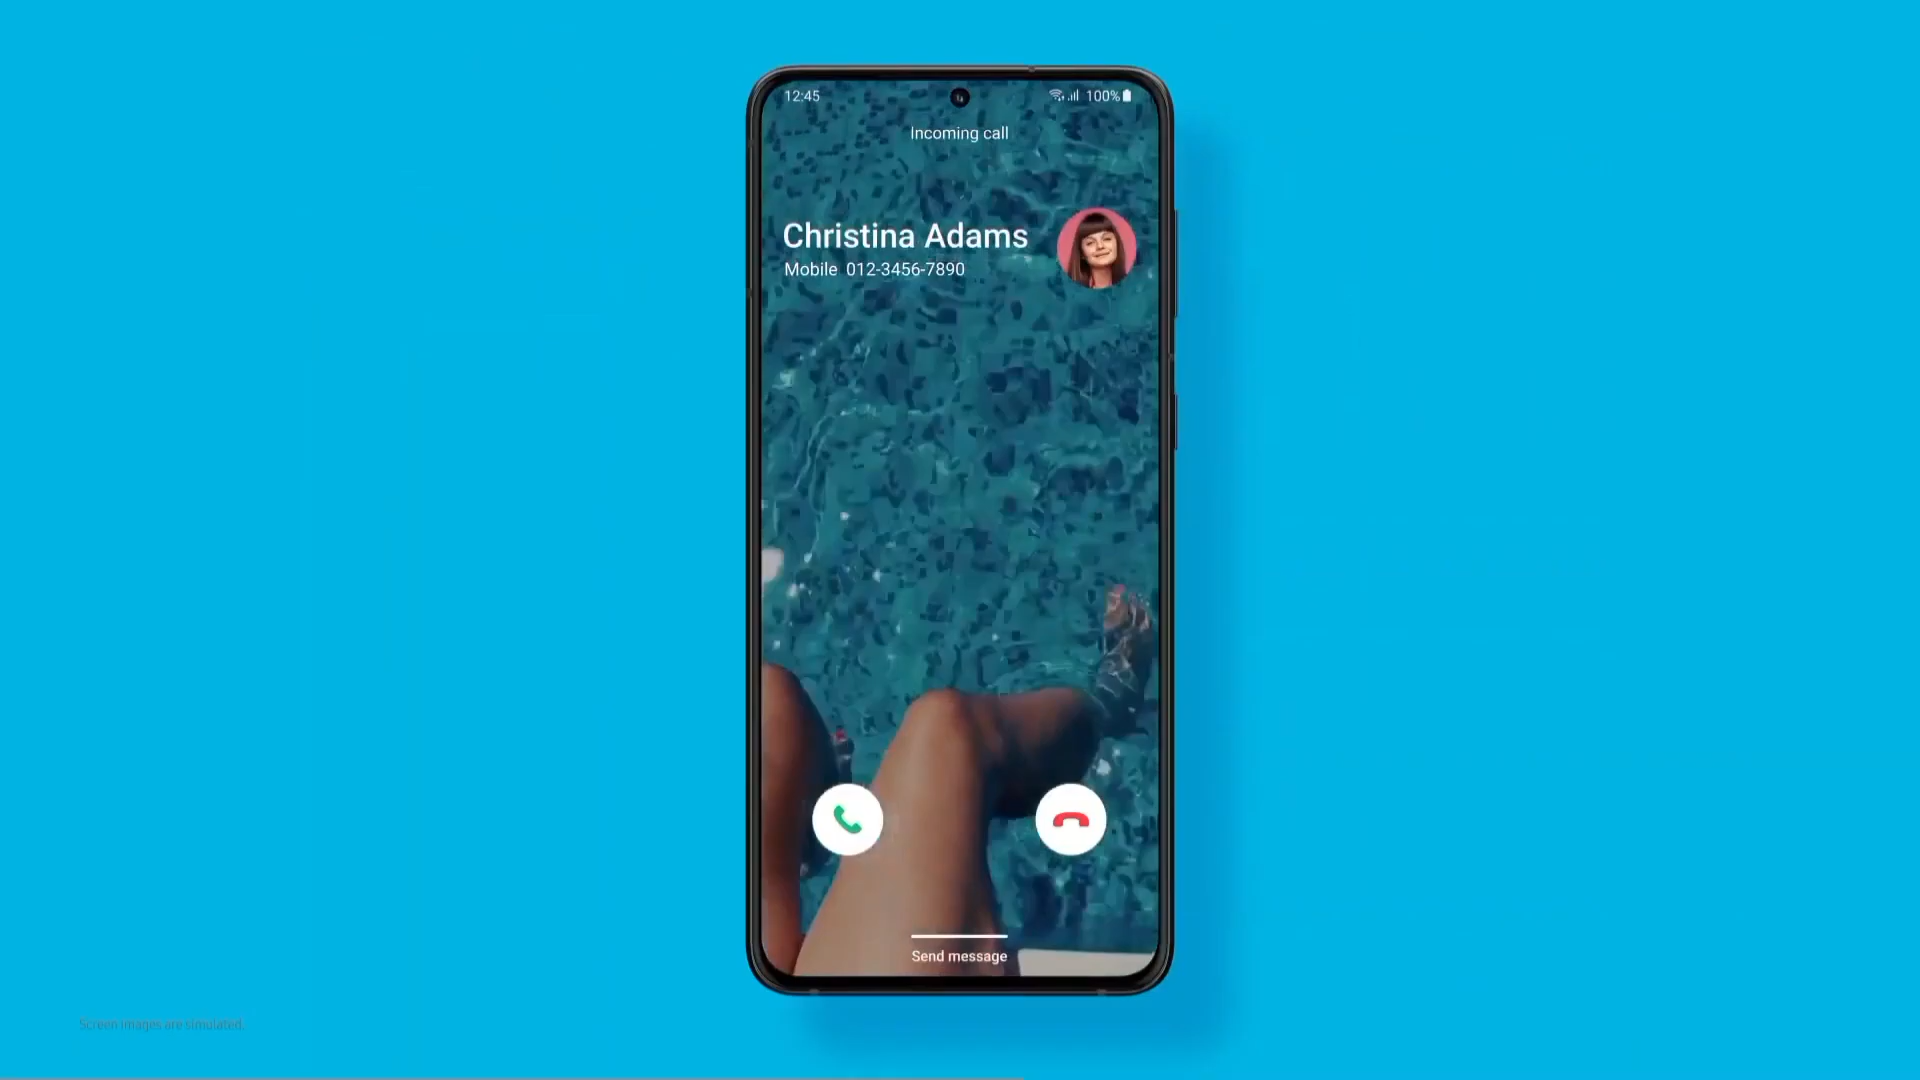 12:45
100%
Incoming call
Christina Adams
Mobile 012-3456-7890
Send message
Screen images are simulated.